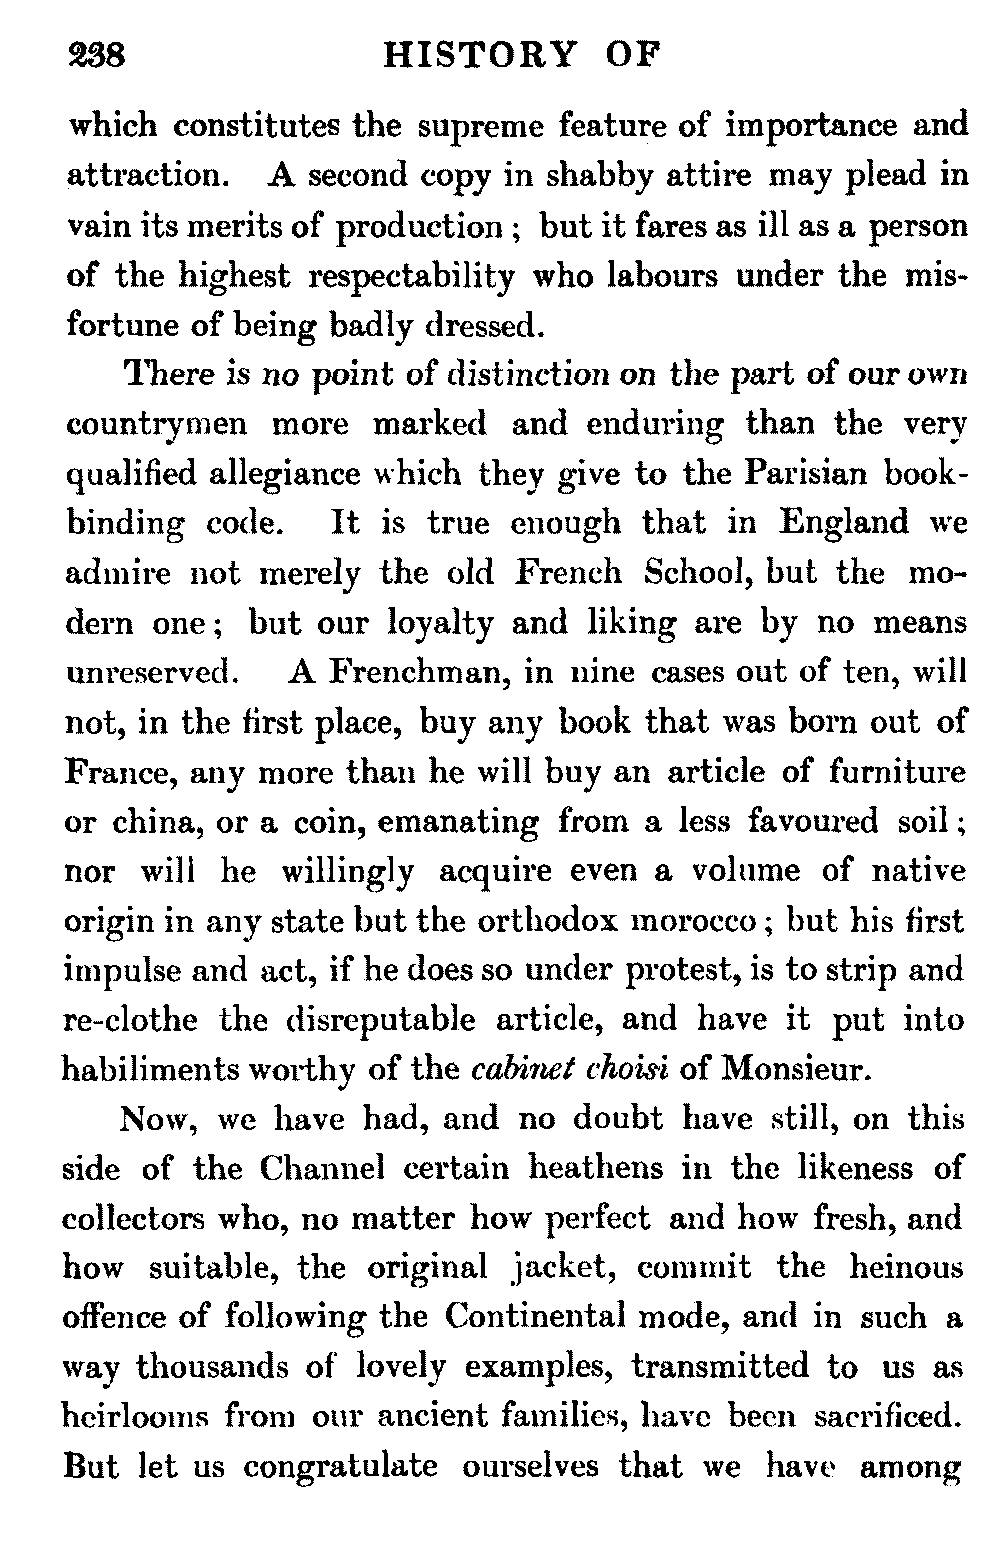 238 HISTORY OF
which constitutes the supreme feature of importance and
attraction. A second copy in shabby attire may plead in
vain its merits of production ; but it fares as ill as a person
of the highest respectability who labours under the mis-
fortune of being badly dressed.
There is no point of distinction on the part of our own
countrymen more marked and enduring than the very
qualified allegiance which they give to the Parisian book-
binding code. It is true enough that in England we
admire not merely the old French School, but the mo-
dern one ; but our loyalty and liking are by no means
unreserved. A Frenchman, in nine cases out of ten, will
not, in the first place, buy any book that was born out of
France, any more than he will buy an article of furniture
or china, or a coin, emanating from a less favoured soil ;
nor will he willingly acquire even a volume of native
origin in any state but the orthodox morocco ; but his first
impulse and act, if he does so under protest, is to strip and
re-clothe the disreputable article, and have it put into
habiliments worthy of the cabinet choisi of Monsieur.
Now, we have had, and no doubt have still, on this
side of the Channel certain heathens in the likeness of
collectors who, no matter how perfect and how fresh, and
how suitable, the original jacket, commit the heinous
offence of following the Continental mode, and in such a
way thousands of lovely examples, transmitted to us as
heirlooms from our ancient families, have been sacrificed.
But let us congratulate ourselves that we have among